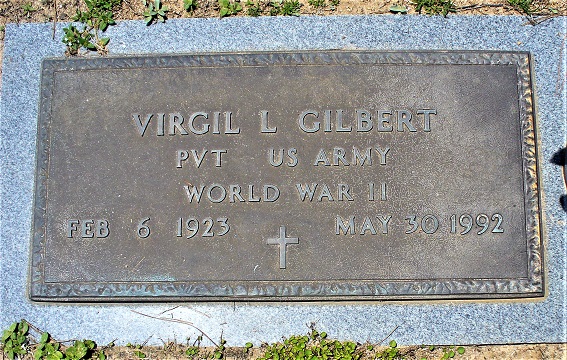 VIRGIL L GILBERT
PVT US ARMY
WORLD WAR II
FEB 6 1923 MAY 30 1992